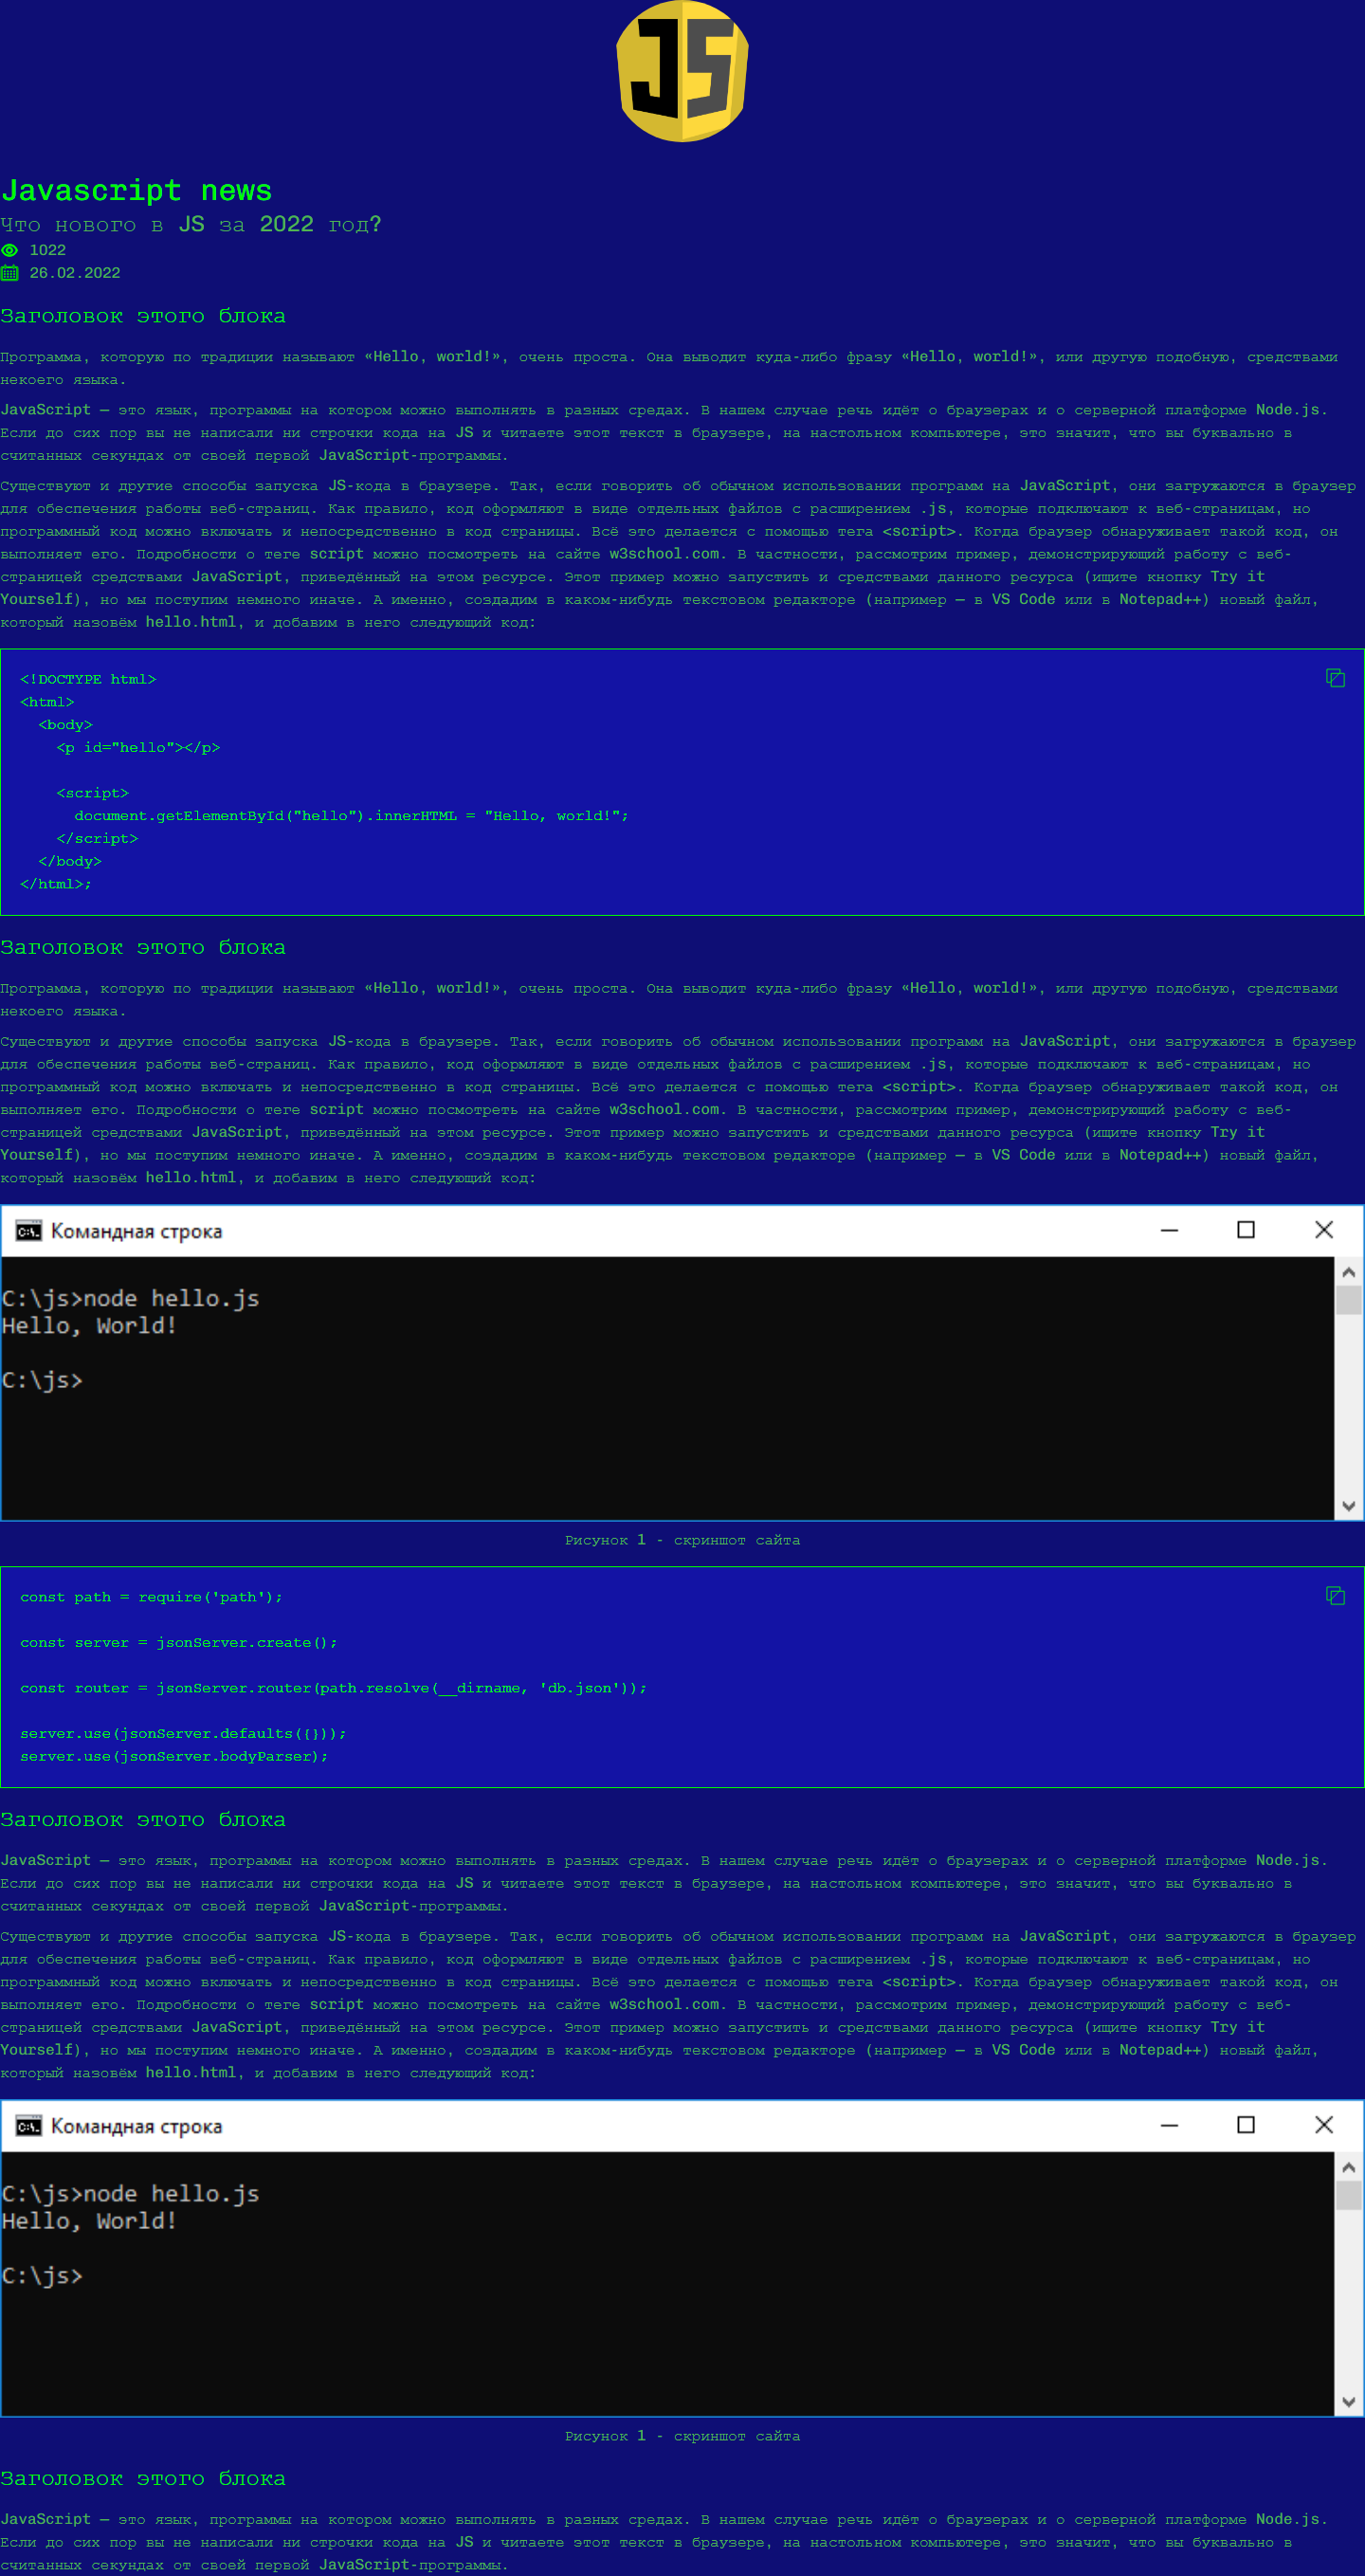 JS
Javascript news
Что нового в JS за 2022 год?
1022
26.02.2022
Заголовок этого блока
Программа, которую по традиции называют «Hello, world!», очень проста. Она выводит куда-либо фразу «Hello, world!», или другую подобную, средствами
некоего языка.
JavaScript — это язык, программы на котором можно выполнять в разных средах. В нашем случае речь идёт о браузерах и о серверной платформе Node.js.
Если до сих пор вы не написали ни строчки кода на JS и читаете этот текст в браузере, на настольном компьютере, это значит, что вы буквально в
считанных секундах от своей первой JavaScript-программы.
Существуют и другие способы запуска JS-кода в браузере. Так, если говорить об обычном использовании программ на JavaScript, они загружаются в браузер
для обеспечения работы веб-страниц. Как правило, код оформляют в виде отдельных файлов с расширением .js, которые подключают к веб-страницам, но
программный код можно включать и непосредственно в код страницы. Всё это делается с помощью тега <script>. Когда браузер обнаруживает такой код, он
выполняет его. Подробности о теге script можно посмотреть на сайте w3school.com. В частности, рассмотрим пример, демонстрирующий работу с веб-
страницей средствами JavaScript, приведённый на этом ресурсе. Этот пример можно запустить и средствами данного ресурса (ищите кнопку Try it
Yourself), но мы поступим немного иначе. А именно, создадим в каком-нибудь текстовом редакторе (например — в VS Code или в Notepad++) новый файл,
который назовём hello.html, и добавим в него следующий код:
<!DOCTYPE html>
<html>
  <body>
    <p id="hello"></p>
    <script>
      document.getElementById("hello").innerHTML = "Hello, world!";
    </script>
  </body>
</html>;
Заголовок этого блока
Программа, которую по традиции называют «Hello, world!», очень проста. Она выводит куда-либо фразу «Hello, world!», или другую подобную, средствами
некоего языка.
Существуют и другие способы запуска JS-кода в браузере. Так, если говорить об обычном использовании программ на JavaScript, они загружаются в браузер
для обеспечения работы веб-страниц. Как правило, код оформляют в виде отдельных файлов с расширением .js, которые подключают к веб-страницам, но
программный код можно включать и непосредственно в код страницы. Всё это делается с помощью тега <script>. Когда браузер обнаруживает такой код, он
выполняет его. Подробности о теге script можно посмотреть на сайте w3school.com. В частности, рассмотрим пример, демонстрирующий работу с веб-
страницей средствами JavaScript, приведённый на этом ресурсе. Этот пример можно запустить и средствами данного ресурса (ищите кнопку Try it
Yourself), но мы поступим немного иначе. А именно, создадим в каком-нибудь текстовом редакторе (например — в VS Code или в Notepad++) новый файл,
который назовём hello.html, и добавим в него следующий код:
C:\. Командная строка
C:\js>node hello.js
Hello, World!
C:\js>
Рисунок 1 - скриншот сайта
const path = require('path');
const server = jsonServer.create();
const router = jsonServer.router(path.resolve(__dirname, 'db.json'));
server.use(jsonServer.defaults({}));
server.use(jsonServer.bodyParser);
Заголовок этого блока
JavaScript — это язык, программы на котором можно выполнять в разных средах. В нашем случае речь идёт о браузерах и о серверной платформе Node.js.
Если до сих пор вы не написали ни строчки кода на JS и читаете этот текст в браузере, на настольном компьютере, это значит, что вы буквально в
считанных секундах от своей первой JavaScript-программы.
Существуют и другие способы запуска JS-кода в браузере. Так, если говорить об обычном использовании программ на JavaScript, они загружаются в браузер
для обеспечения работы веб-страниц. Как правило, код оформляют в виде отдельных файлов с расширением .js, которые подключают к веб-страницам, но
программный код можно включать и непосредственно в код страницы. Всё это делается с помощью тега <script>. Когда браузер обнаруживает такой код, он
выполняет его. Подробности о теге script можно посмотреть на сайте w3school.com. В частности, рассмотрим пример, демонстрирующий работу с веб-
страницей средствами JavaScript, приведённый на этом ресурсе. Этот пример можно запустить и средствами данного ресурса (ищите кнопку Try it
Yourself), но мы поступим немного иначе. А именно, создадим в каком-нибудь текстовом редакторе (например — в VS Code или в Notepad++) новый файл,
который назовём hello.html, и добавим в него следующий код:
C:\. Командная строка
C:\js>node hello.js
Hello, World!
C:\js>
Рисунок 1 - скриншот сайта
Заголовок этого блока
JavaScript — это язык, программы на котором можно выполнять в разных средах. В нашем случае речь идёт о браузерах и о серверной платформе Node.js.
Если до сих пор вы не написали ни строчки кода на JS и читаете этот текст в браузере, на настольном компьютере, это значит, что вы буквально в
считанных секундах от своей первой JavaScript-программы.